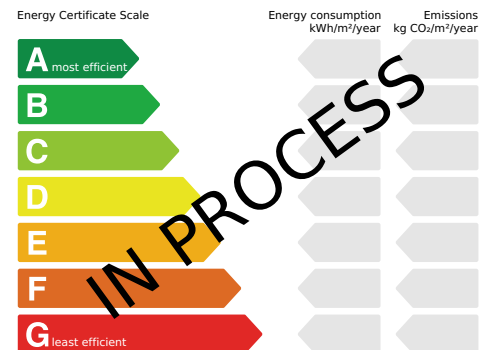 Energy Certificate Scale
Energy consumption
kWh/m²/year
Emissions
kg CO₂/m²/year
A most efficient
B
C
D
E
F
G least efficient
IN PROCESS